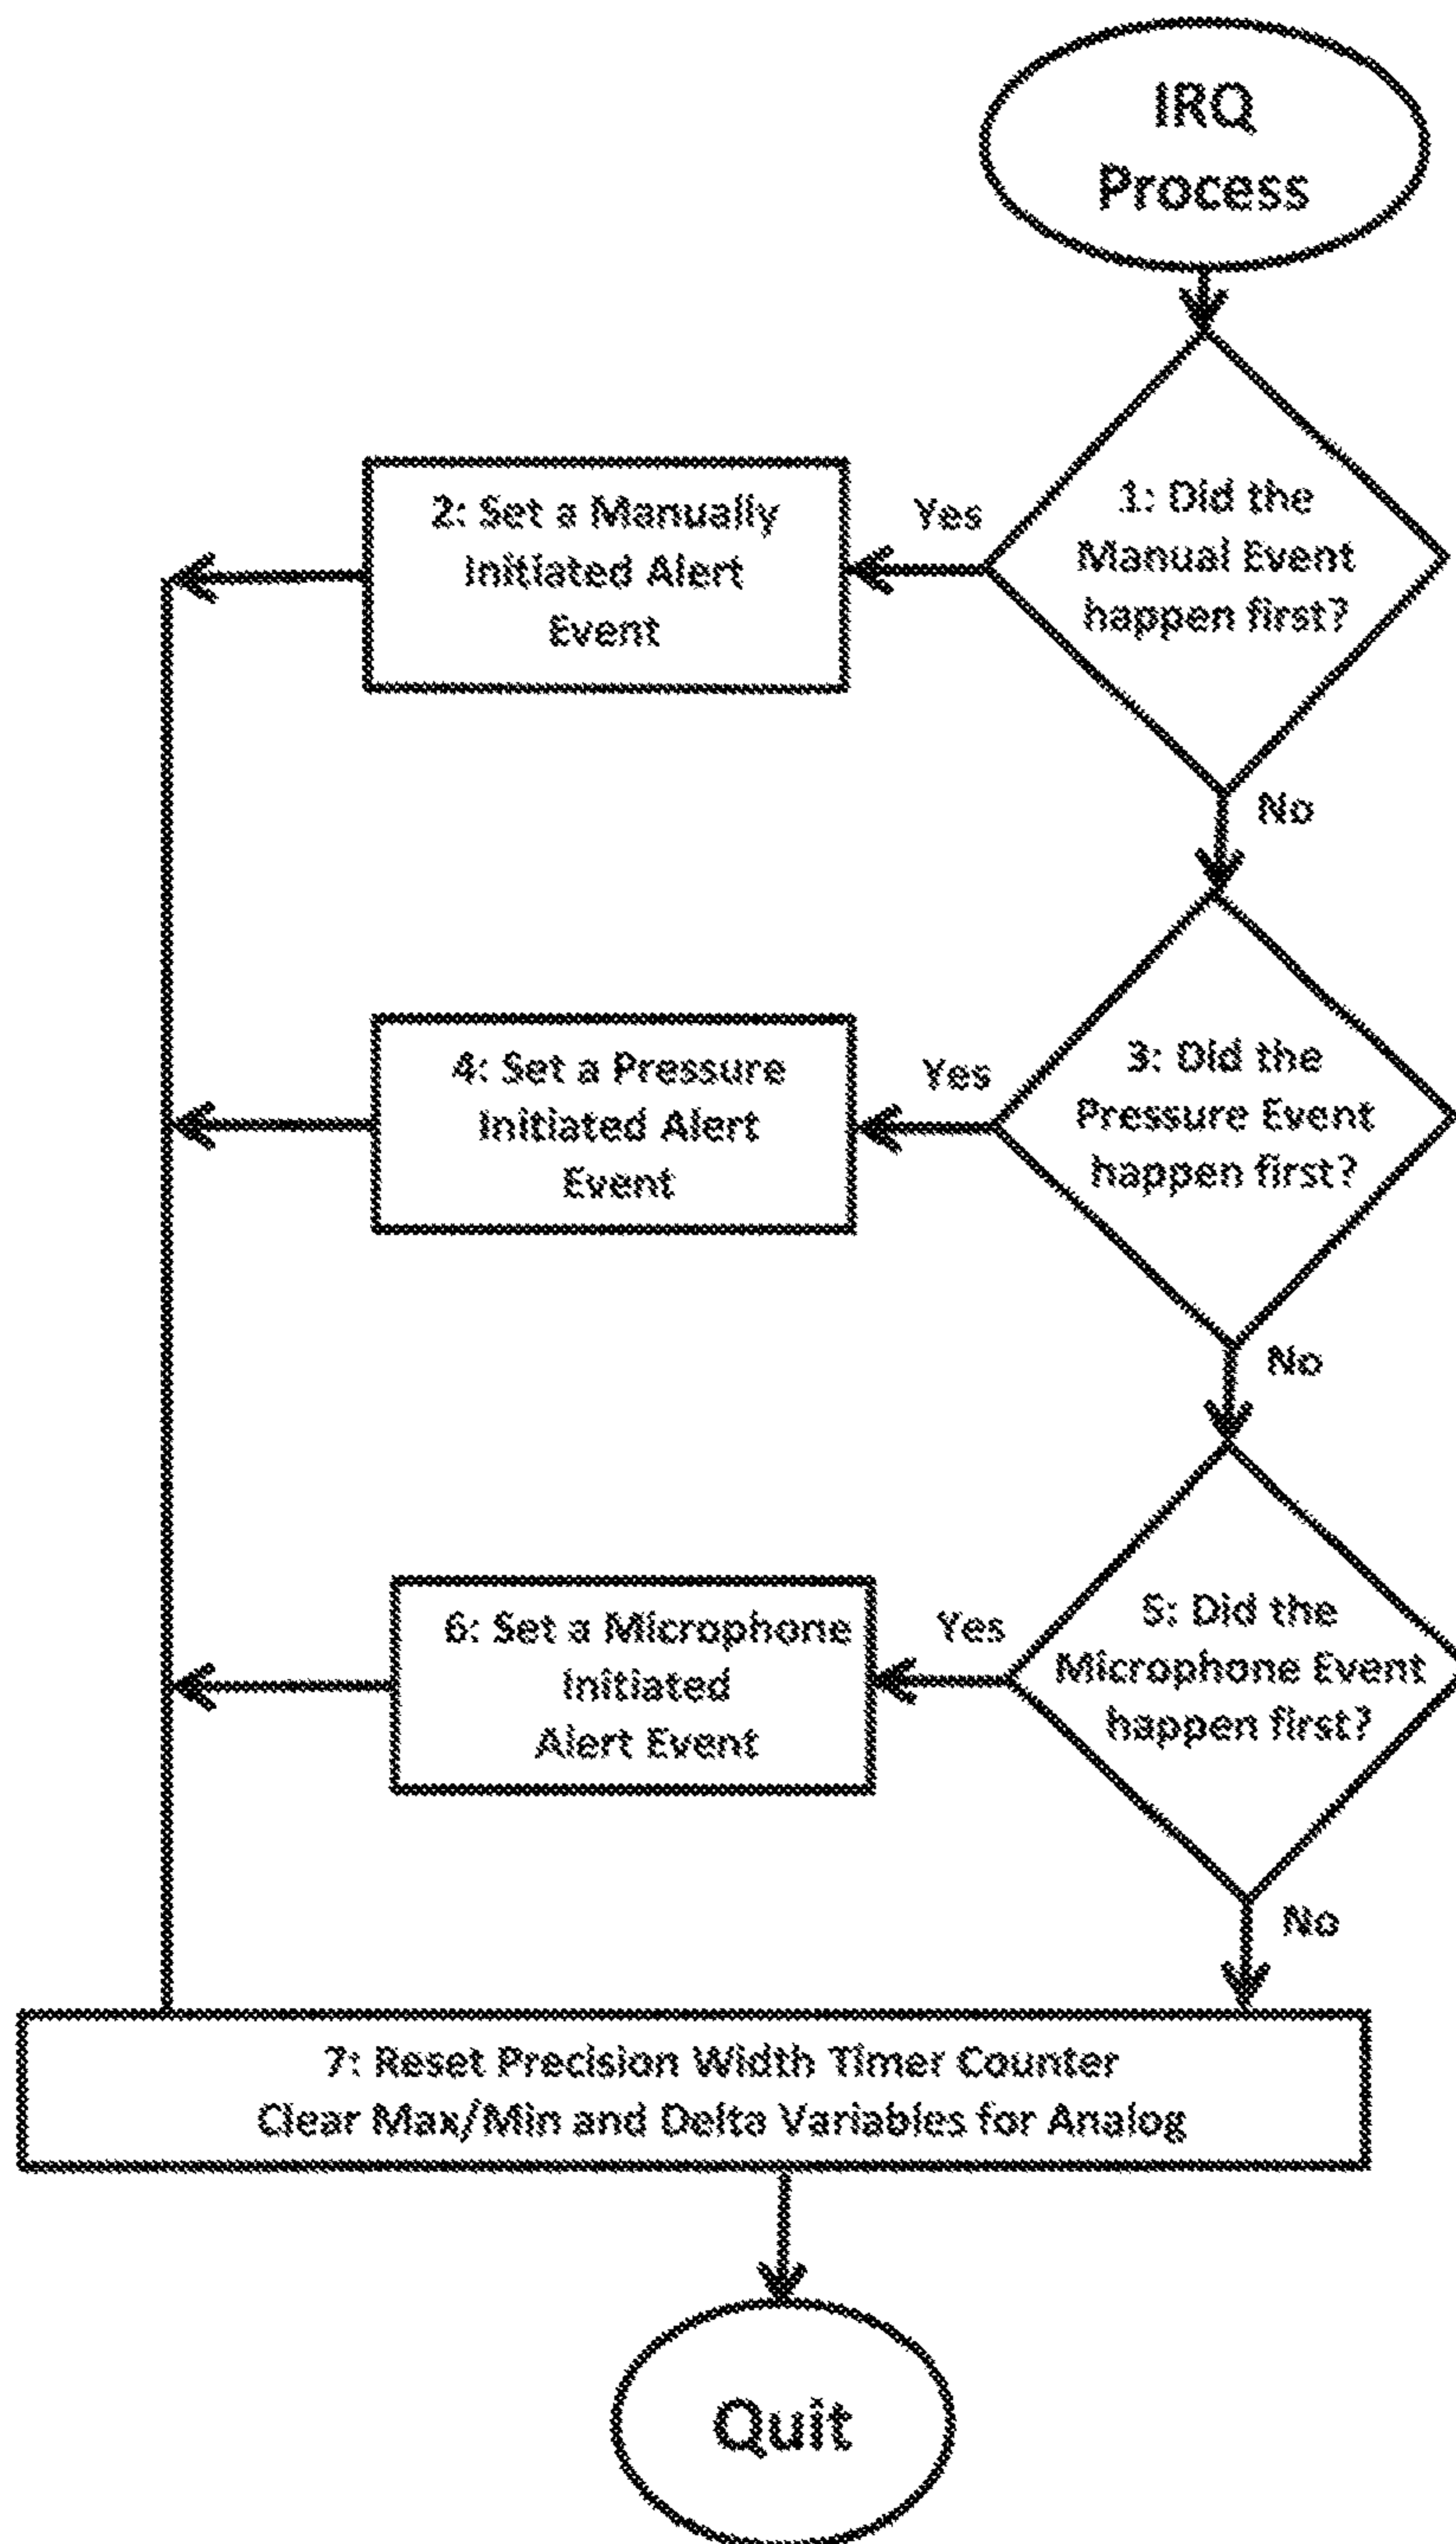 IRQ
Process
1: Did the
Manual Event
happen first?
Yes
2: Set a Manually
Initiated Alert
Event
No
3: Did the
Pressure Event
happen first?
Yes
4: Set a Pressure
Initiated Alert
Event
No
5: Did the
Microphone Event
happen first?
Yes
6: Set a Microphone
Initiated
Alert Event
No
7: Reset Precision Width Timer Counter
Clear Max/Min and Delta Variables for Analog
Quit